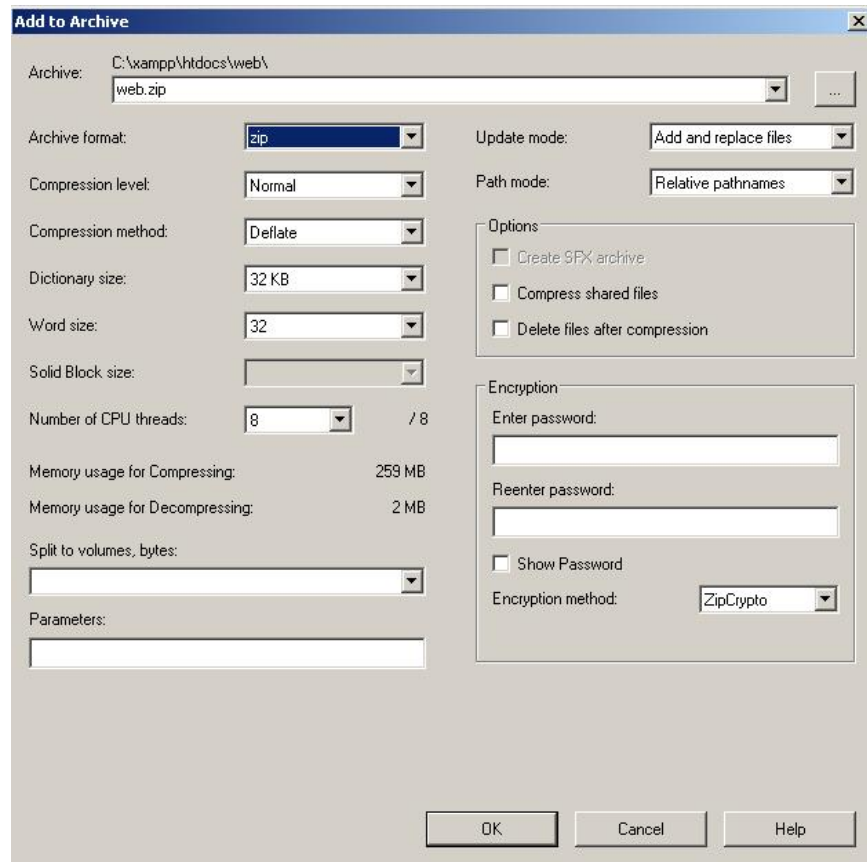 Add to Archive
Archive:
C:\xampp\htdocs\web\
web.zip
...
Archive format:
zip
Compression level:
Normal
Compression method:
Deflate
Dictionary size:
32 KB
Word size:
32
Solid Block size:
Number of CPU threads:
8
/ 8
Memory usage for Compressing:
259 MB
Memory usage for Decompressing:
2 MB
Split to volumes, bytes:
Parameters:
Update mode:
Add and replace files
Path mode:
Relative pathnames
Options
Create SFX archive
Compress shared files
Delete files after compression
Encryption
Enter password:
Reenter password:
Show Password
Encryption method:
ZipCrypto
OK
Cancel
Help